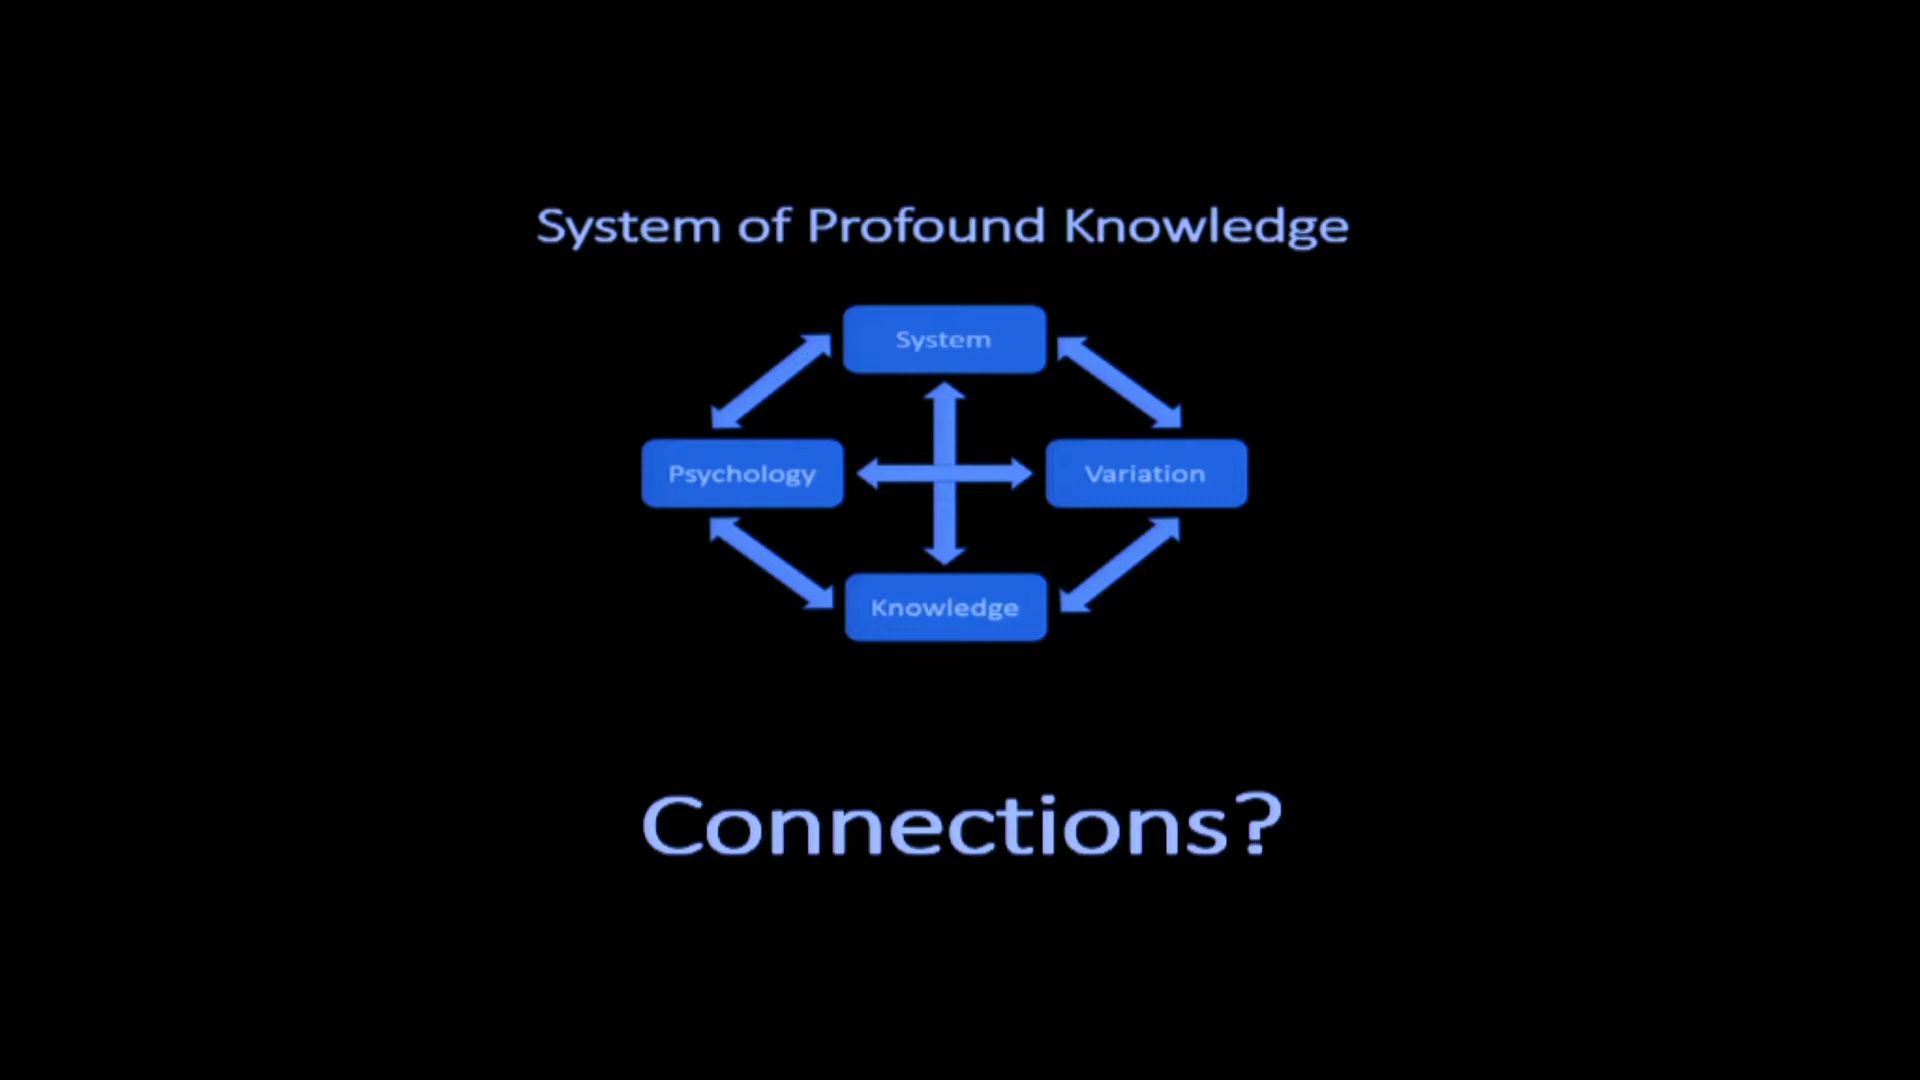 System of Profound Knowledge
System
Psychology
Variation
Knowledge
Connections?